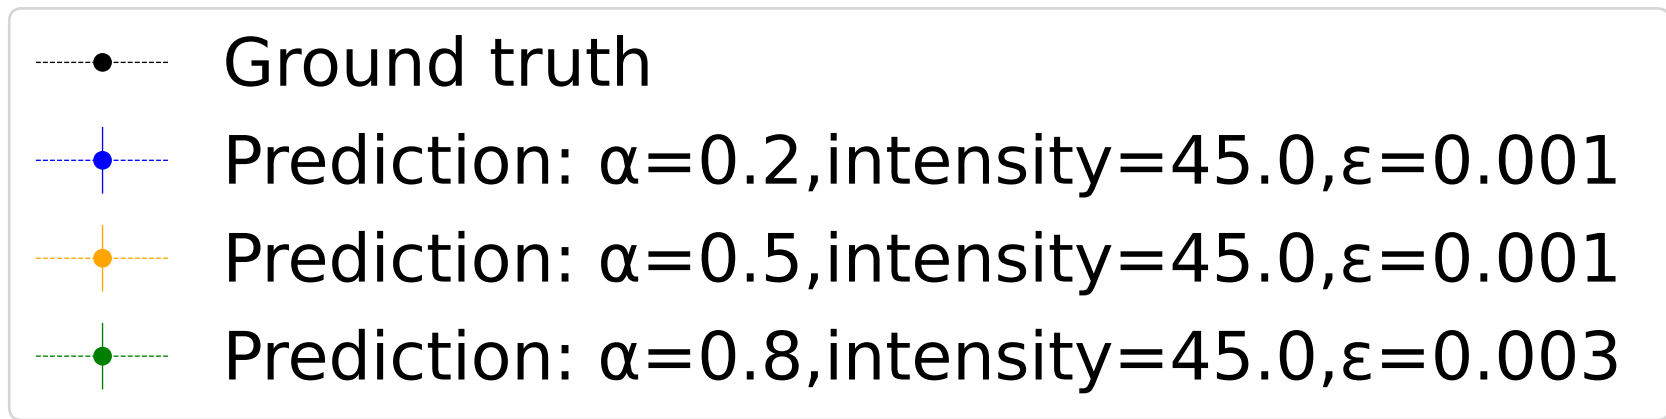 Ground truth
Prediction: α=0.2,intensity=45.0,ε=0.001
Prediction: α=0.5,intensity=45.0,ε=0.001
Prediction: α=0.8,intensity=45.0,ε=0.003